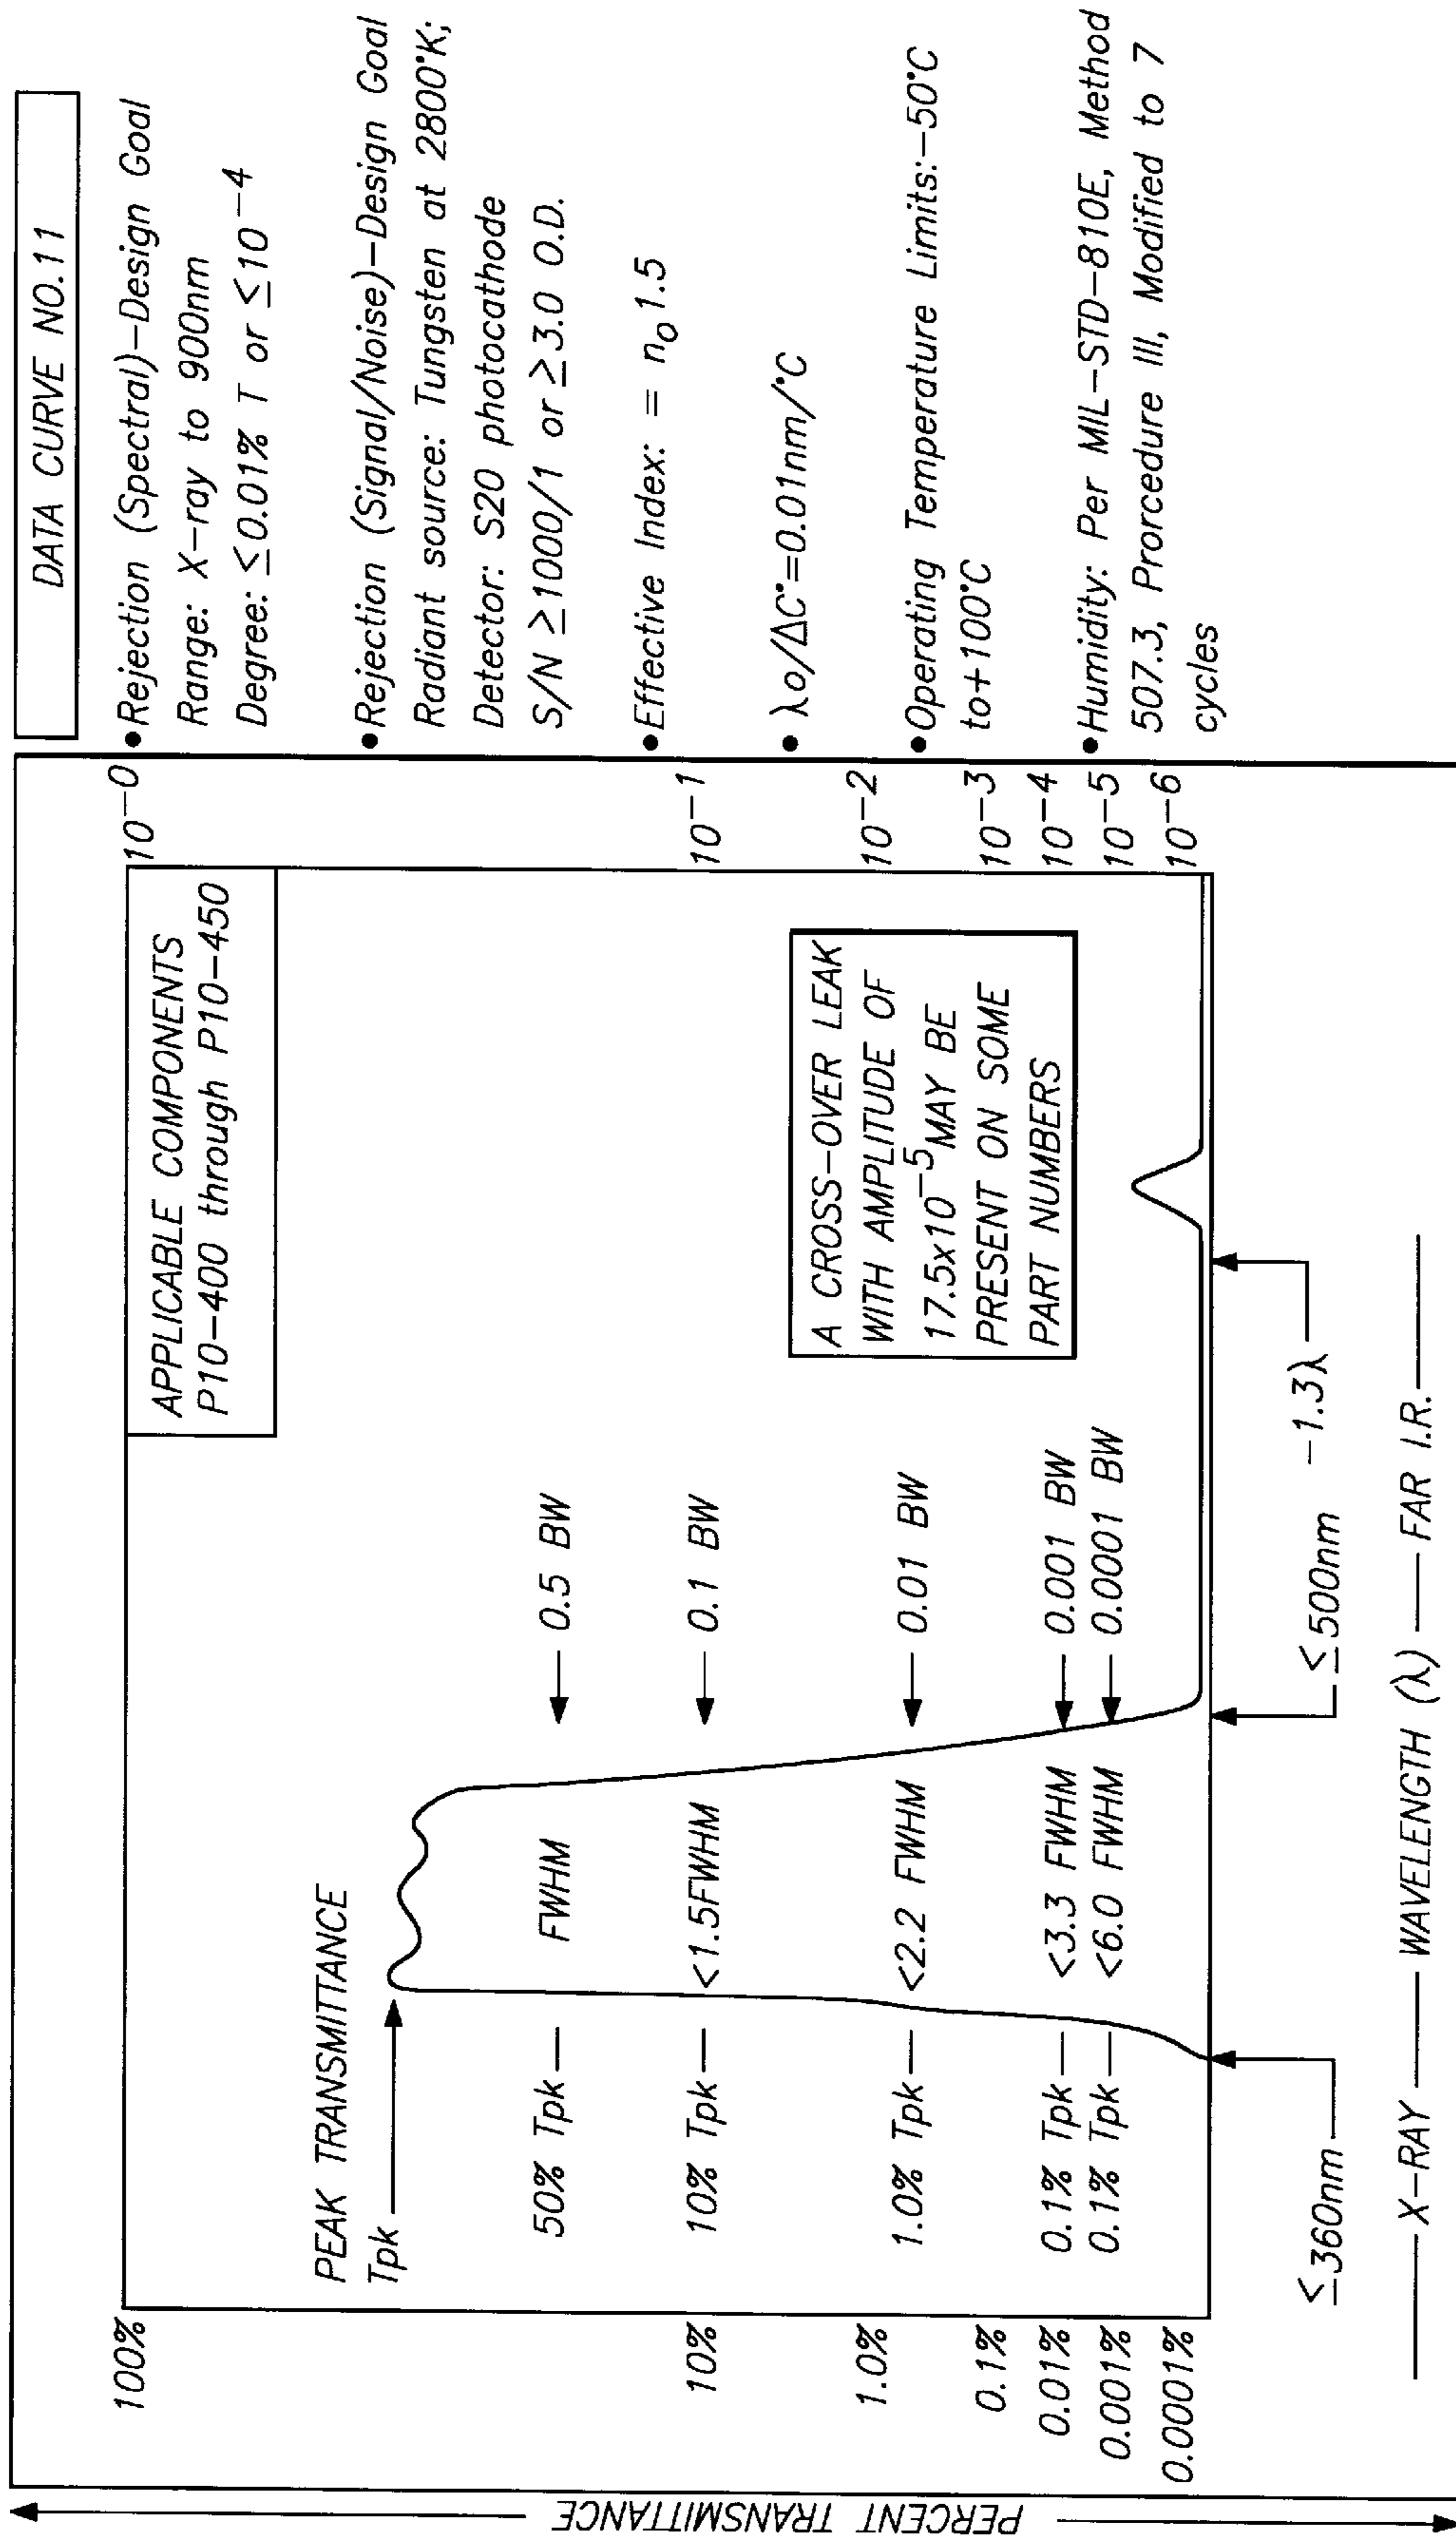 DATA CURVE NO.11
•Rejection (Spectral)–Design Goal
Range: X–ray to 900nm
Degree: ≤0.01% T or ≤10⁻⁴
•Rejection (Signal/Noise)–Design Goal
Radiant source: Tungsten at 2800°K;
Detector: S20 photocathode
S/N ≥1000/1 or ≥3.0 O.D.
•Effective Index: = n₀1.5
• λo/ΔC°=0.01nm/°C
•Operating Temperature Limits:–50°C
to+100°C
•Humidity: Per MIL–STD–810E, Method
507.3, Prorcedure III, Modified to 7
cycles
PERCENT TRANSMITTANCE
100%
10%
1.0%
0.1%
0.01%
0.001%
0.0001%
10⁻⁰
10⁻¹
10⁻²
10⁻³
10⁻⁴
10⁻⁵
10⁻⁶
APPLICABLE COMPONENTS
P10–400 through P10–450
PEAK TRANSMITTANCE
Tpk
50% Tpk FWHM 0.5 BW
10% Tpk <1.5FWHM 0.1 BW
1.0% Tpk <2.2 FWHM 0.01 BW
0.1% Tpk <3.3 FWHM 0.001 BW
0.1% Tpk <6.0 FWHM 0.0001 BW
A CROSS–OVER LEAK
WITH AMPLITUDE OF
17.5x10⁻⁵MAY BE
PRESENT ON SOME
PART NUMBERS
≤360nm
≤500nm –1.3λ
X–RAY WAVELENGTH (λ) FAR I.R.